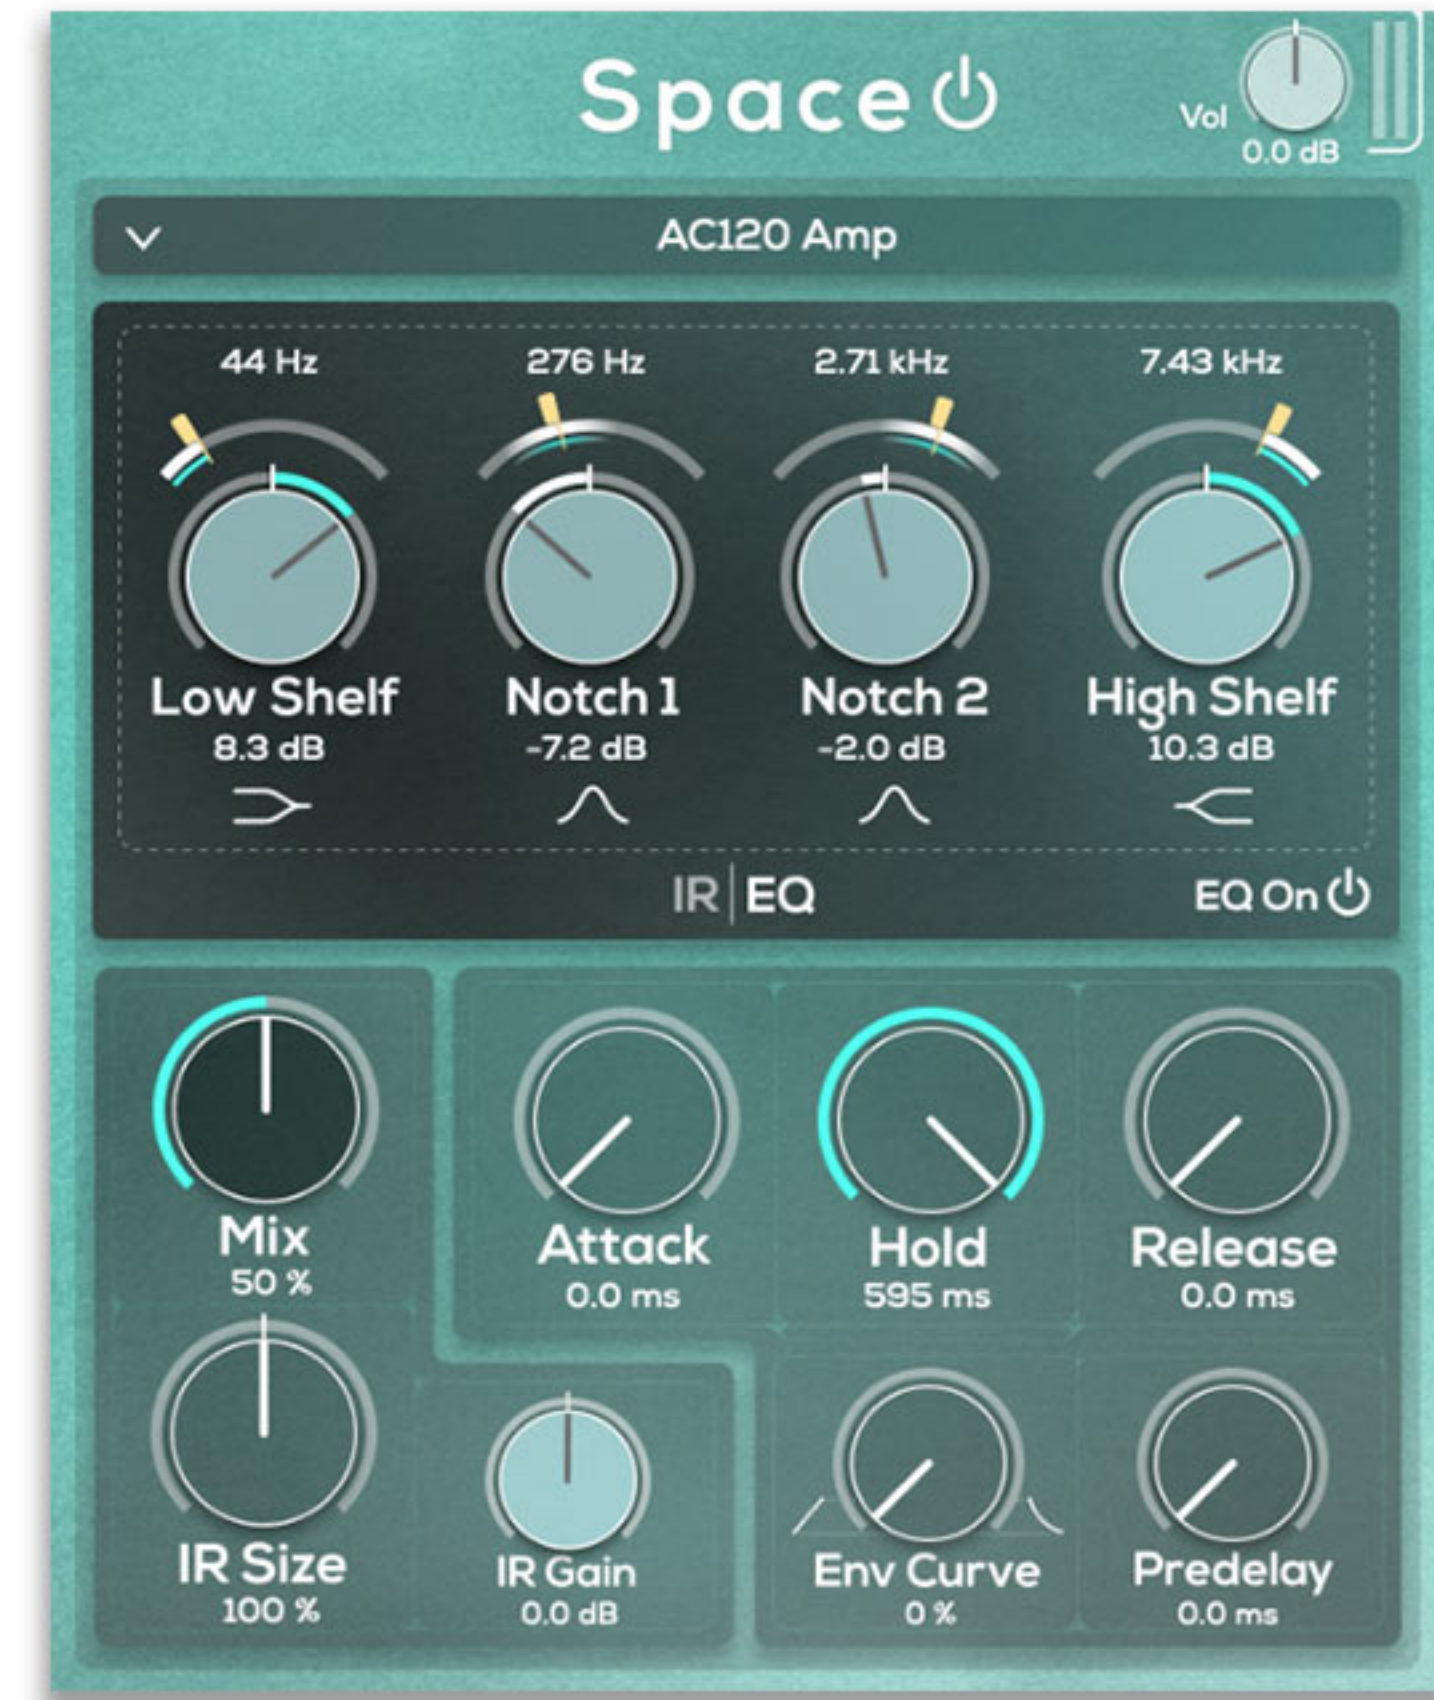 Space
Vol
0.0 dB
AC120 Amp
44 Hz 276 Hz 2.71 kHz 7.43 kHz
Low Shelf Notch 1 Notch 2 High Shelf
8.3 dB -7.2 dB -2.0 dB 10.3 dB
IR|EQ EQ On
Mix Attack Hold Release
50 % 0.0 ms 595 ms 0.0 ms
IR Size IR Gain Env Curve Predelay
100 % 0.0 dB 0 % 0.0 ms